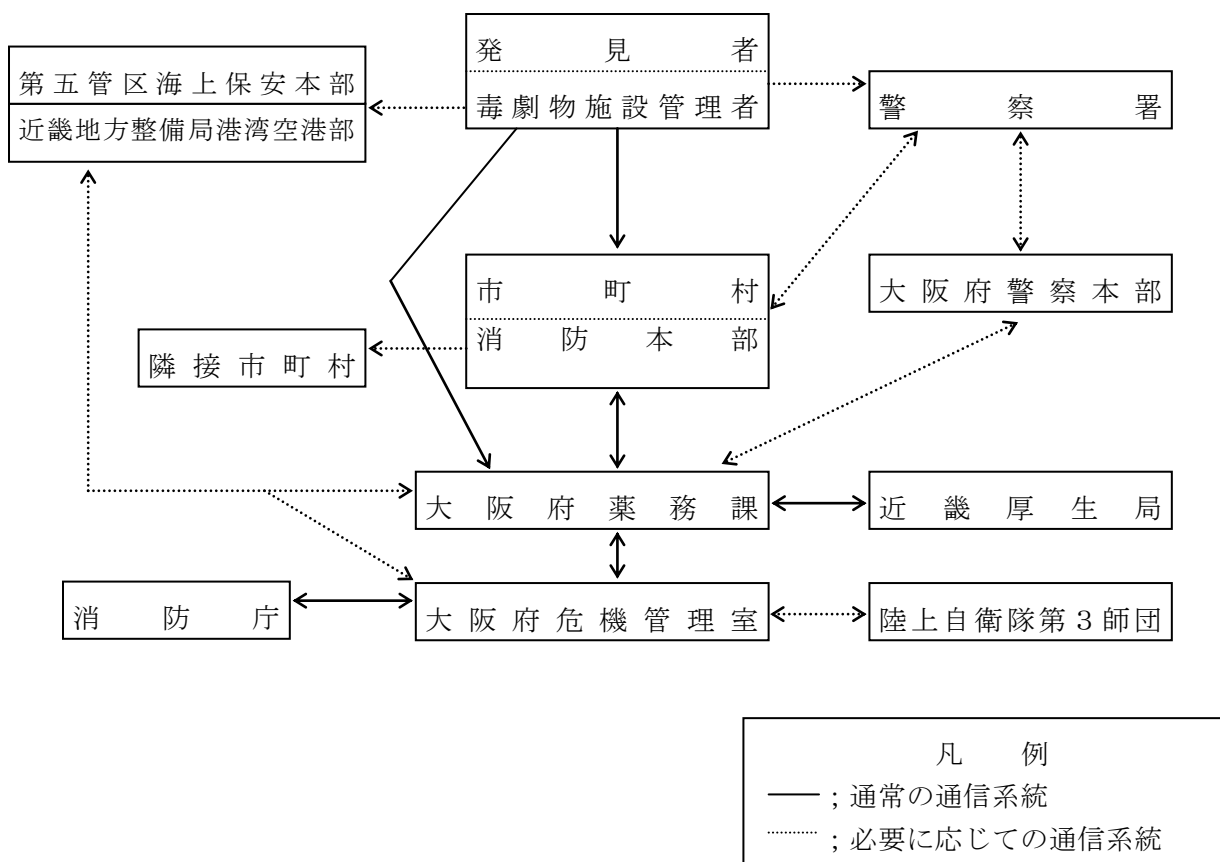 発見者
毒劇物施設管理者
第五管区海上保安本部
近畿地方整備局港湾空港部
警察署
市町村
消防本部
大阪府警察本部
隣接市町村
大阪府薬務課
近畿厚生局
消防庁
大阪府危機管理室
陸上自衛隊第３師団
凡例
；通常の通信系統
；必要に応じての通信系統